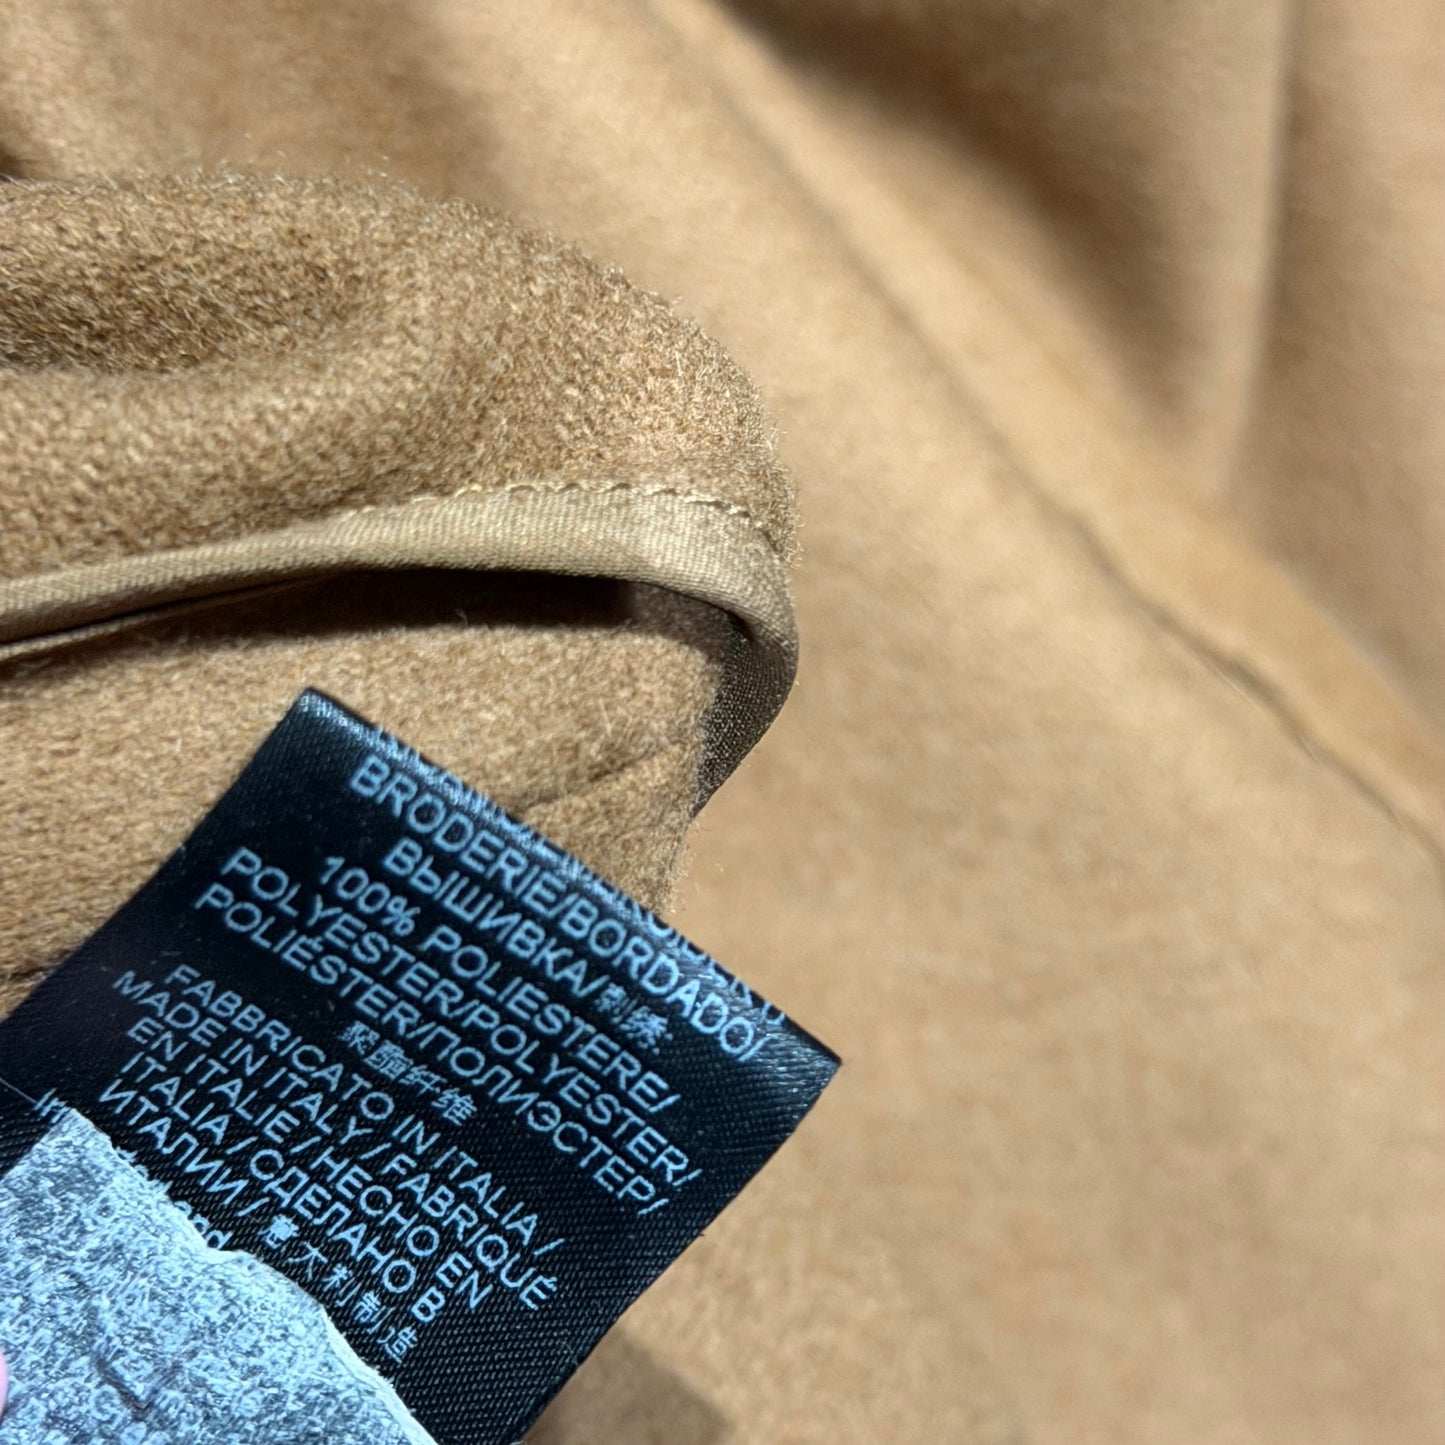 BRODERIE/BORDADO/
ВЫШИВКА/刺绣
100% POLIESTERE/
POLYESTER/POLYESTER/
POLIÉSTER/ПОЛИЭСТЕР/
聚酯纤维
FABBRICATO IN ITALIA/
MADE IN ITALY/FABRIQUÉ
EN ITALIE/HECHO EN
ITALIA/СДЕЛАНО В
ИТАЛИИ/意大利制造